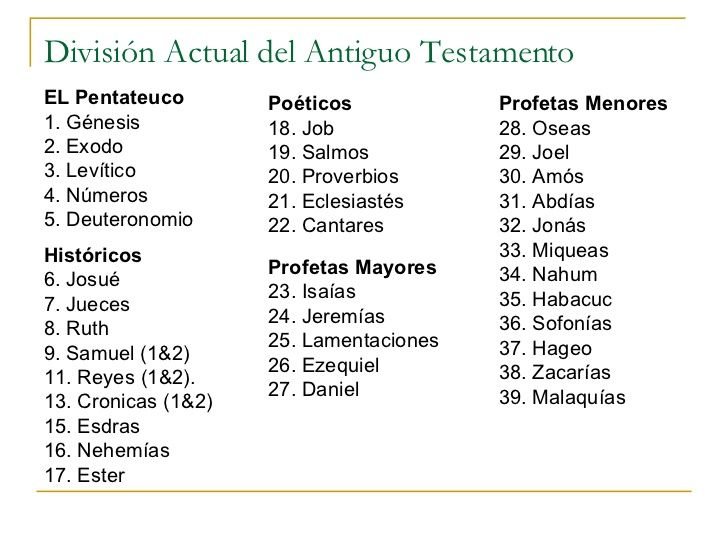 División Actual del Antiguo Testamento
EL Pentateuco
1. Génesis
2. Exodo
3. Levítico
4. Números
5. Deuteronomio
Históricos
6. Josué
7. Jueces
8. Ruth
9. Samuel (1&2)
11. Reyes (1&2).
13. Cronicas (1&2)
15. Esdras
16. Nehemías
17. Ester
Poéticos
18. Job
19. Salmos
20. Proverbios
21. Eclesiastés
22. Cantares
Profetas Mayores
23. Isaías
24. Jeremías
25. Lamentaciones
26. Ezequiel
27. Daniel
Profetas Menores
28. Oseas
29. Joel
30. Amós
31. Abdías
32. Jonás
33. Miqueas
34. Nahum
35. Habacuc
36. Sofonías
37. Hageo
38. Zacarías
39. Malaquías